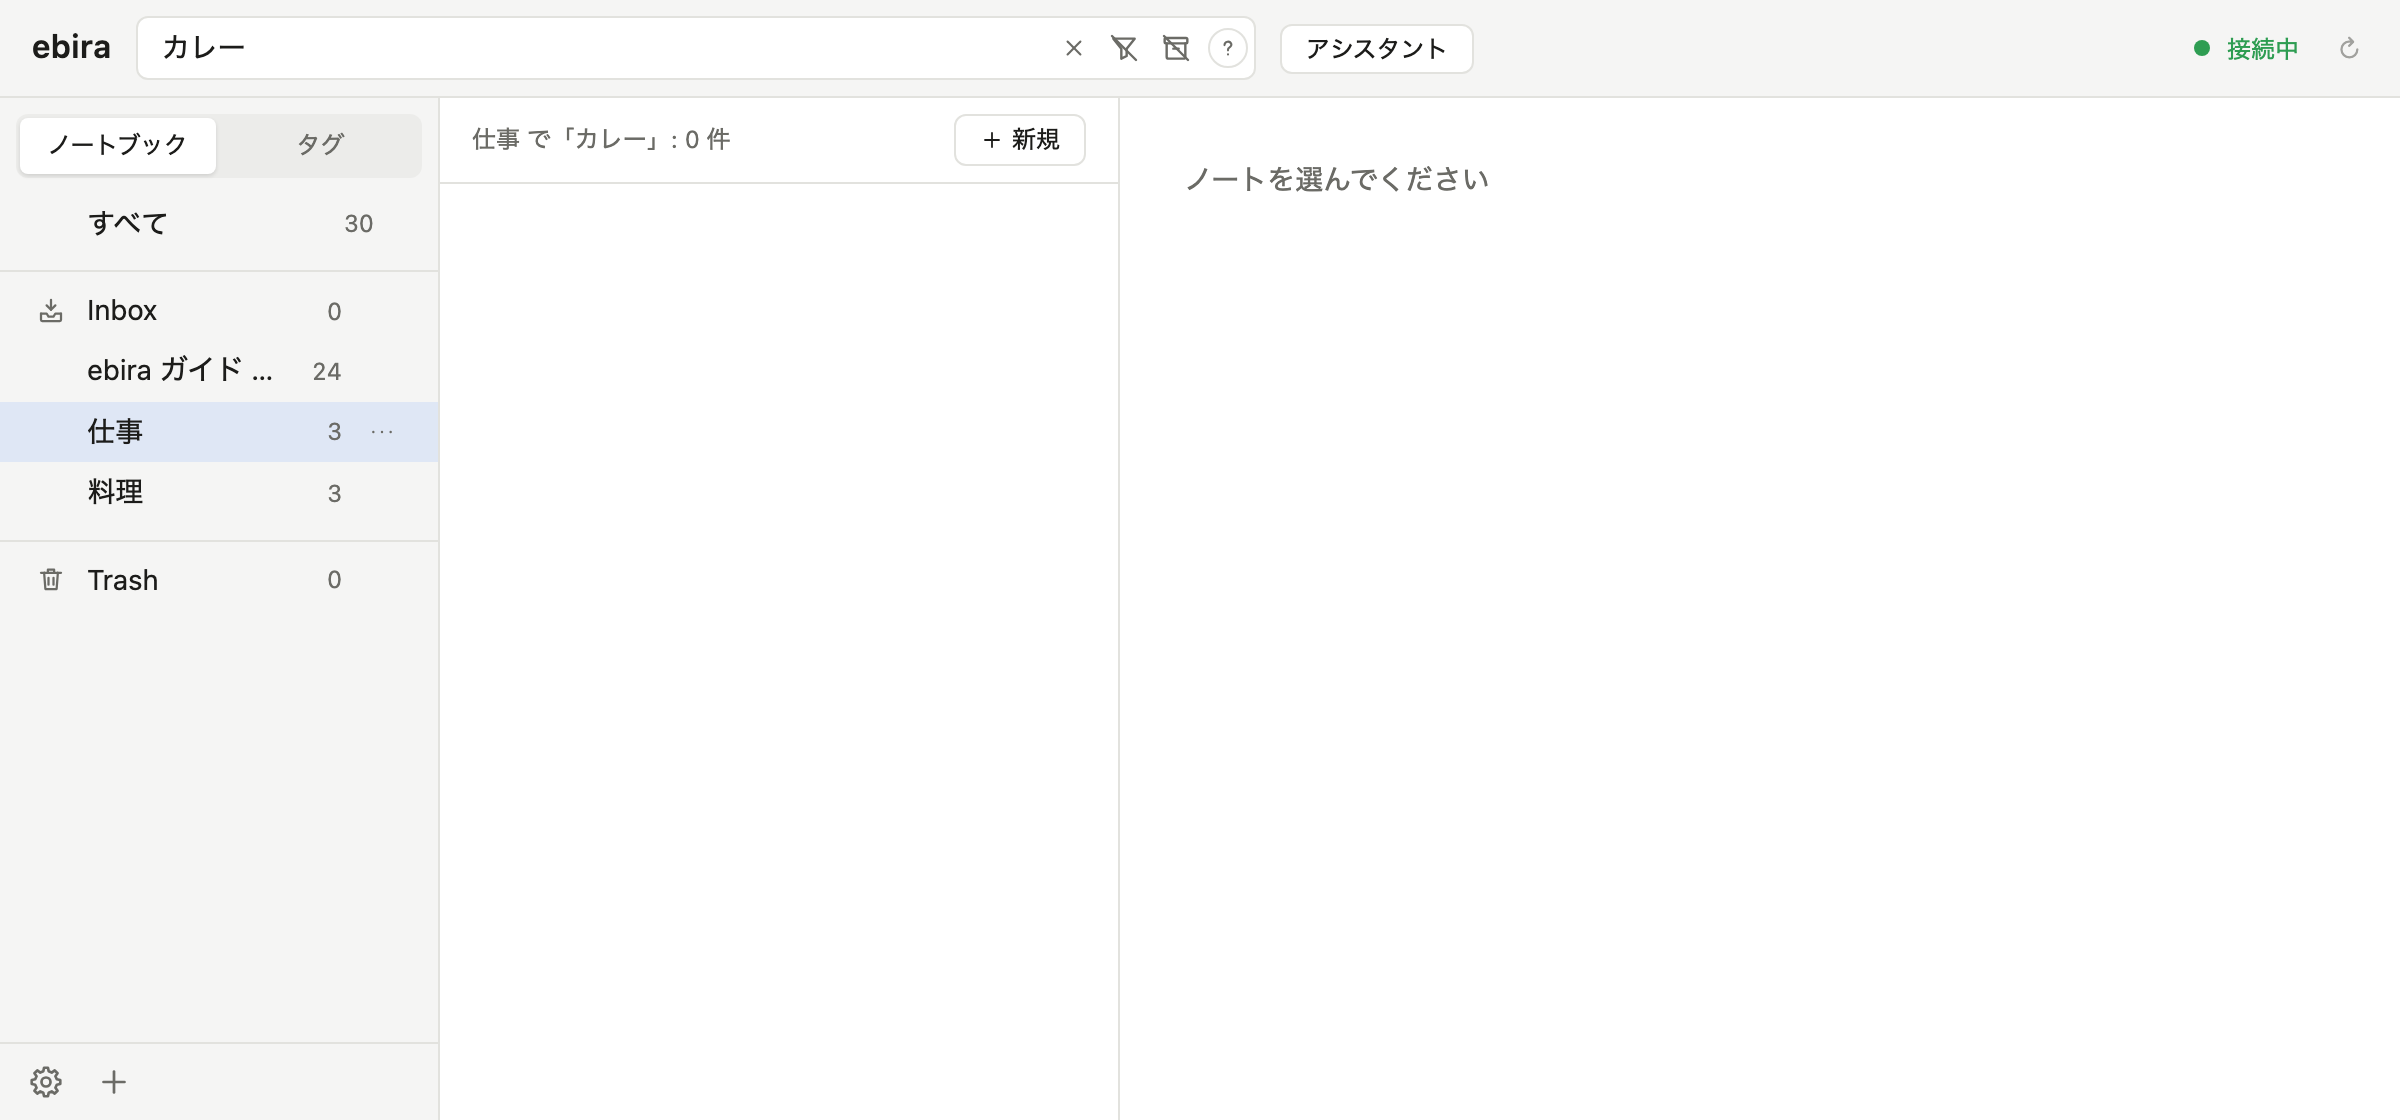 ebira
カレー
?
アシスタント
接続中
ノートブック
タグ
すべて 30
Inbox 0
ebira ガイド ... 24
仕事 3 ...
料理 3
Trash 0
仕事 で「カレー」: 0 件
+ 新規
ノートを選んでください